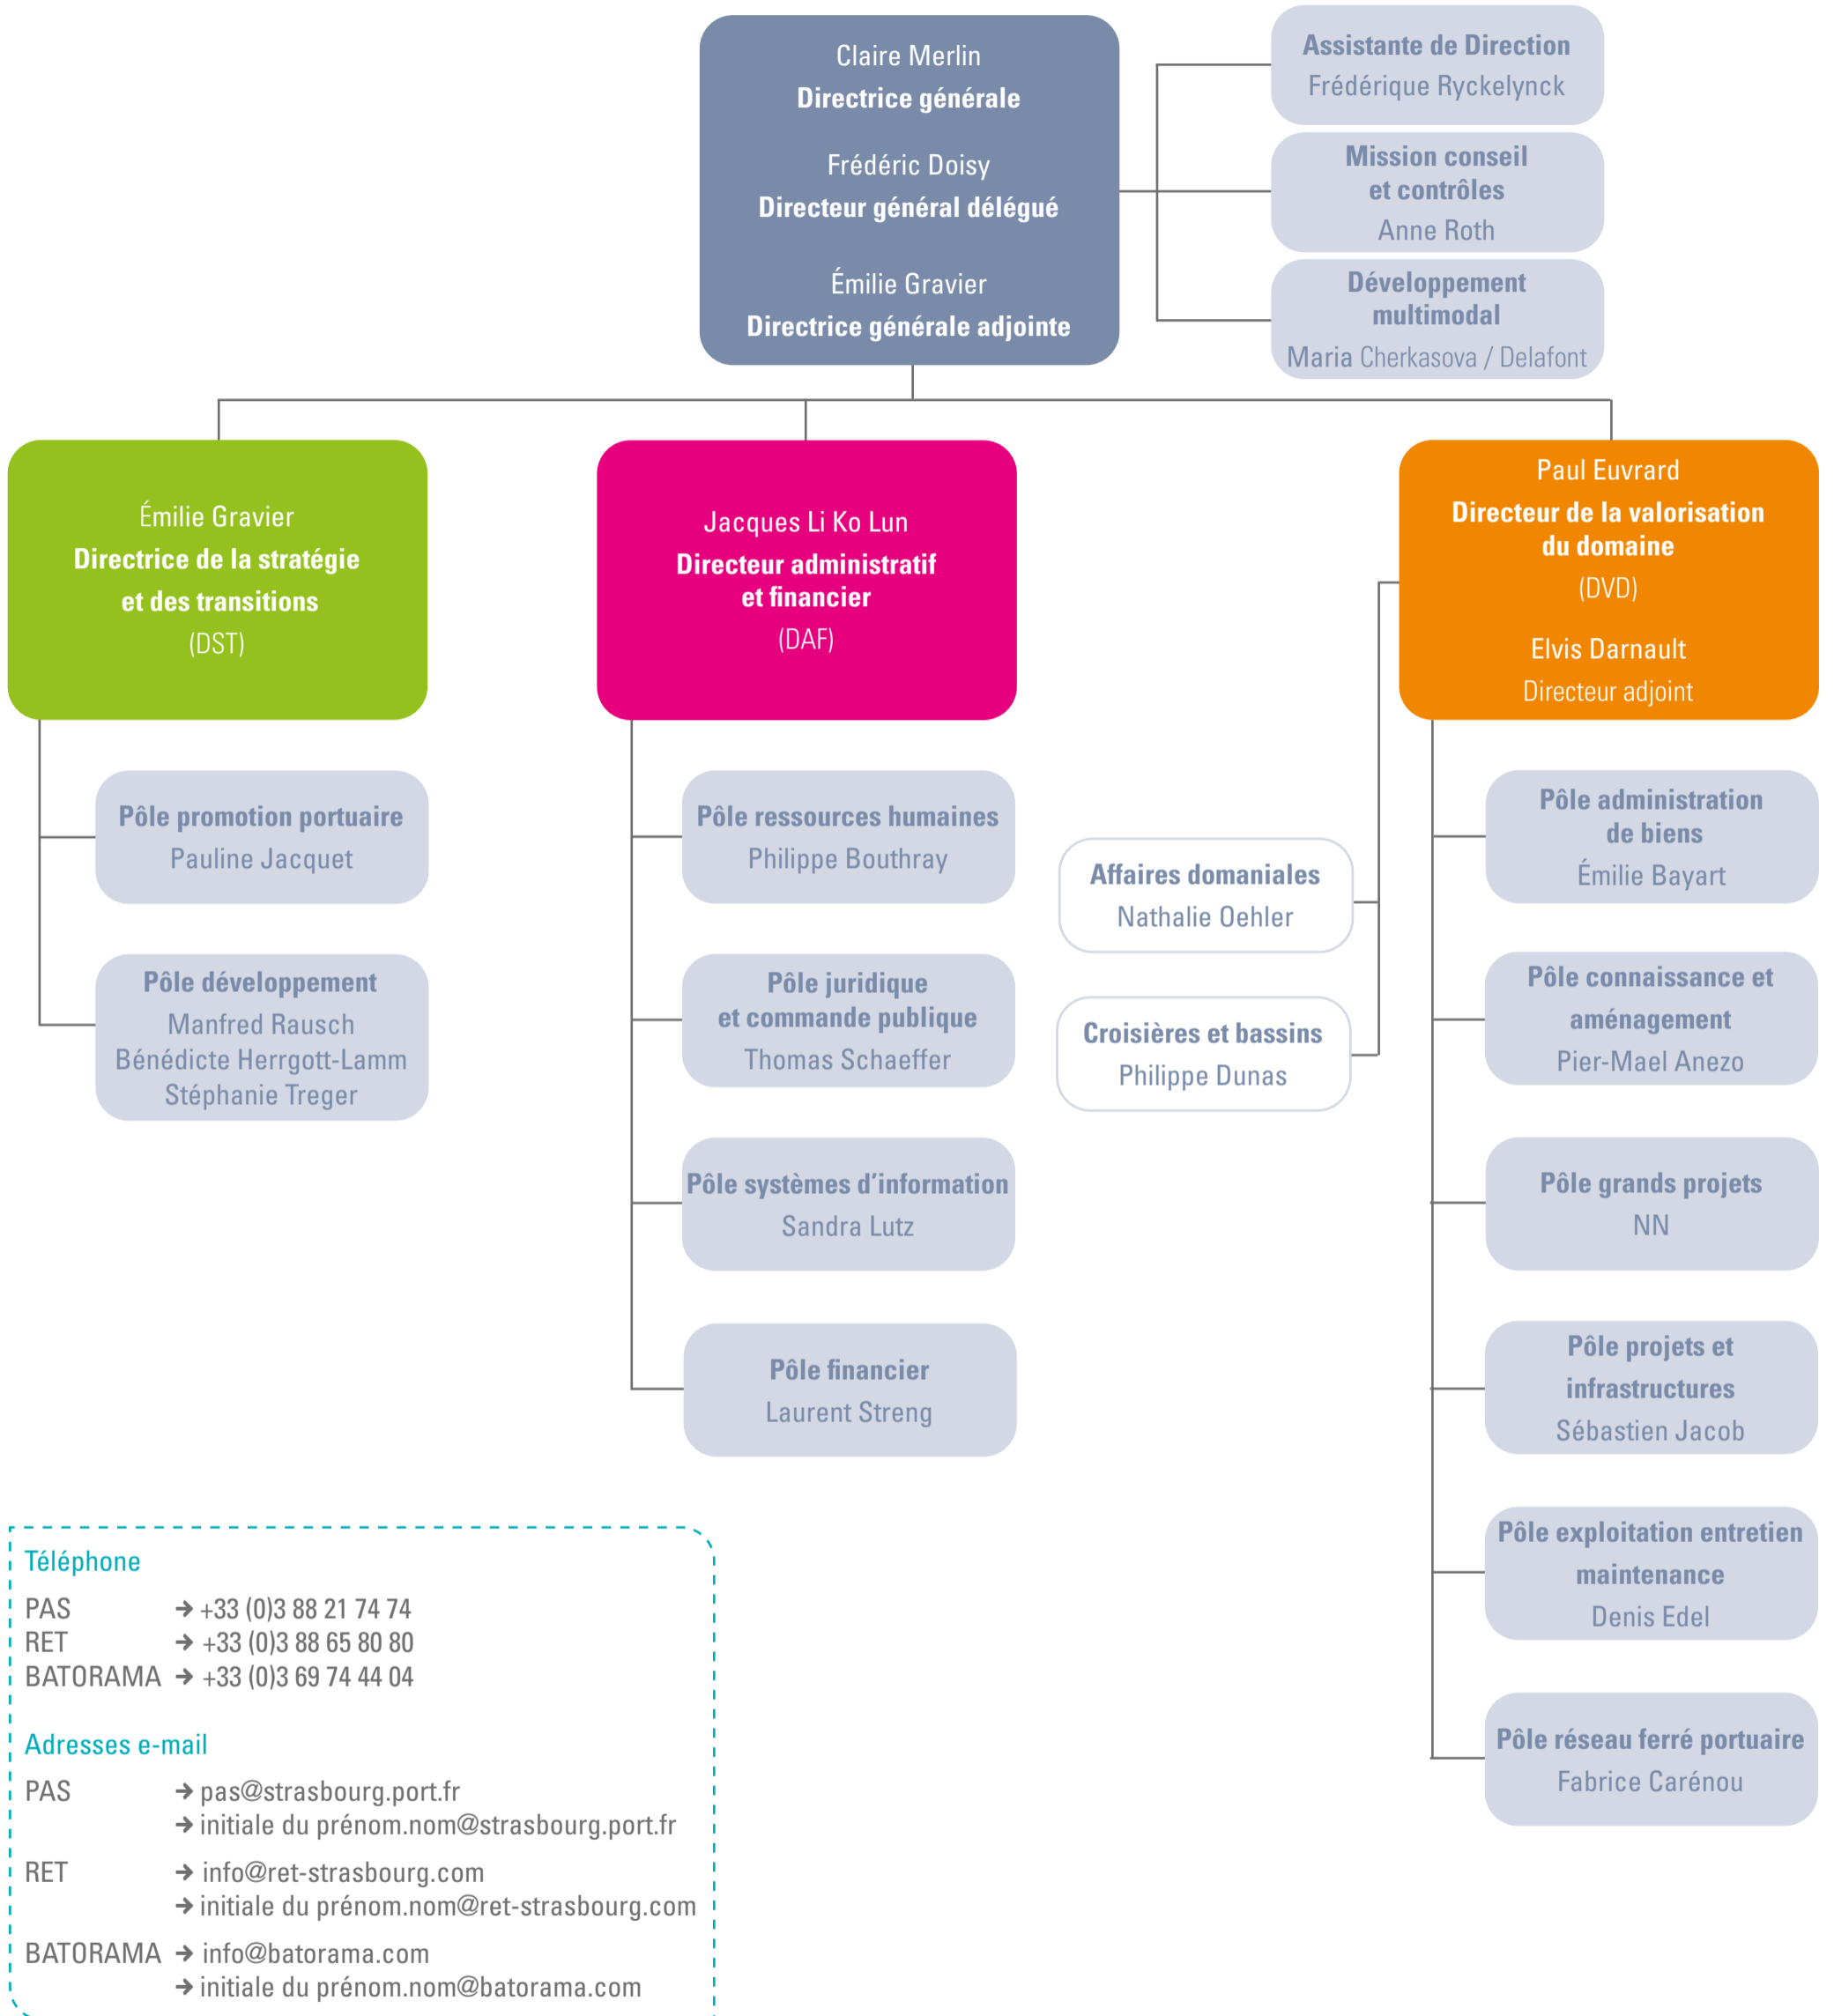 Claire Merlin
Directrice générale
Frédéric Doisy
Directeur général délégué
Émilie Gravier
Directrice générale adjointe
Assistante de Direction
Frédérique Ryckelynck
Mission conseil
et contrôles
Anne Roth
Développement
multimodal
Maria Cherkasova / Delafont
Émilie Gravier
Directrice de la stratégie
et des transitions
(DST)
Pôle promotion portuaire
Pauline Jacquet
Pôle développement
Manfred Rausch
Bénédicte Herrgott-Lamm
Stéphanie Treger
Jacques Li Ko Lun
Directeur administratif
et financier
(DAF)
Pôle ressources humaines
Philippe Bouthray
Pôle juridique
et commande publique
Thomas Schaeffer
Pôle systèmes d’information
Sandra Lutz
Pôle financier
Laurent Streng
Paul Euvrard
Directeur de la valorisation
du domaine
(DVD)
Elvis Darnault
Directeur adjoint
Affaires domaniales
Nathalie Oehler
Croisières et bassins
Philippe Dunas
Pôle administration
de biens
Émilie Bayart
Pôle connaissance et
aménagement
Pier-Mael Anezo
Pôle grands projets
NN
Pôle projets et
infrastructures
Sébastien Jacob
Pôle exploitation entretien
maintenance
Denis Edel
Pôle réseau ferré portuaire
Fabrice Carénou
Téléphone
PAS → +33 (0)3 88 21 74 74
RET → +33 (0)3 88 65 80 80
BATORAMA → +33 (0)3 69 74 44 04
Adresses e-mail
PAS → pas@strasbourg.port.fr
→ initiale du prénom.nom@strasbourg.port.fr
RET → info@ret-strasbourg.com
→ initiale du prénom.nom@ret-strasbourg.com
BATORAMA → info@batorama.com
→ initiale du prénom.nom@batorama.com